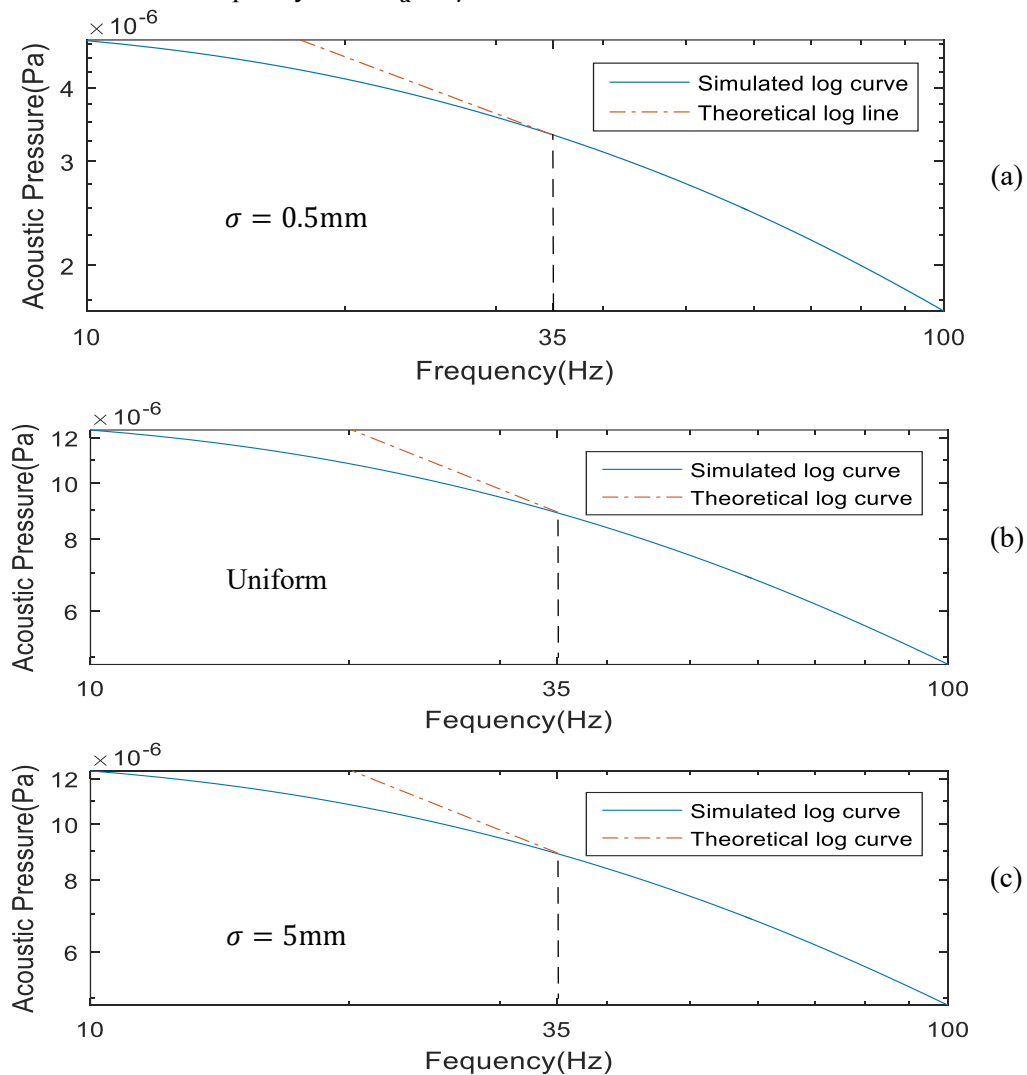 × 10⁻⁶
Acoustic Pressure(Pa)
4
3
2
Simulated log curve
Theoretical log line
σ = 0.5mm
(a)
10
35
100
Frequency(Hz)
× 10⁻⁶
Acoustic Pressure(Pa)
12
10
8
6
Simulated log curve
Theoretical log curve
Uniform
(b)
10
35
100
Fequency(Hz)
× 10⁻⁶
Acoustic Pressure(Pa)
12
10
8
6
Simulated log curve
Theoretical log curve
σ = 5mm
(c)
10
35
100
Fequency(Hz)